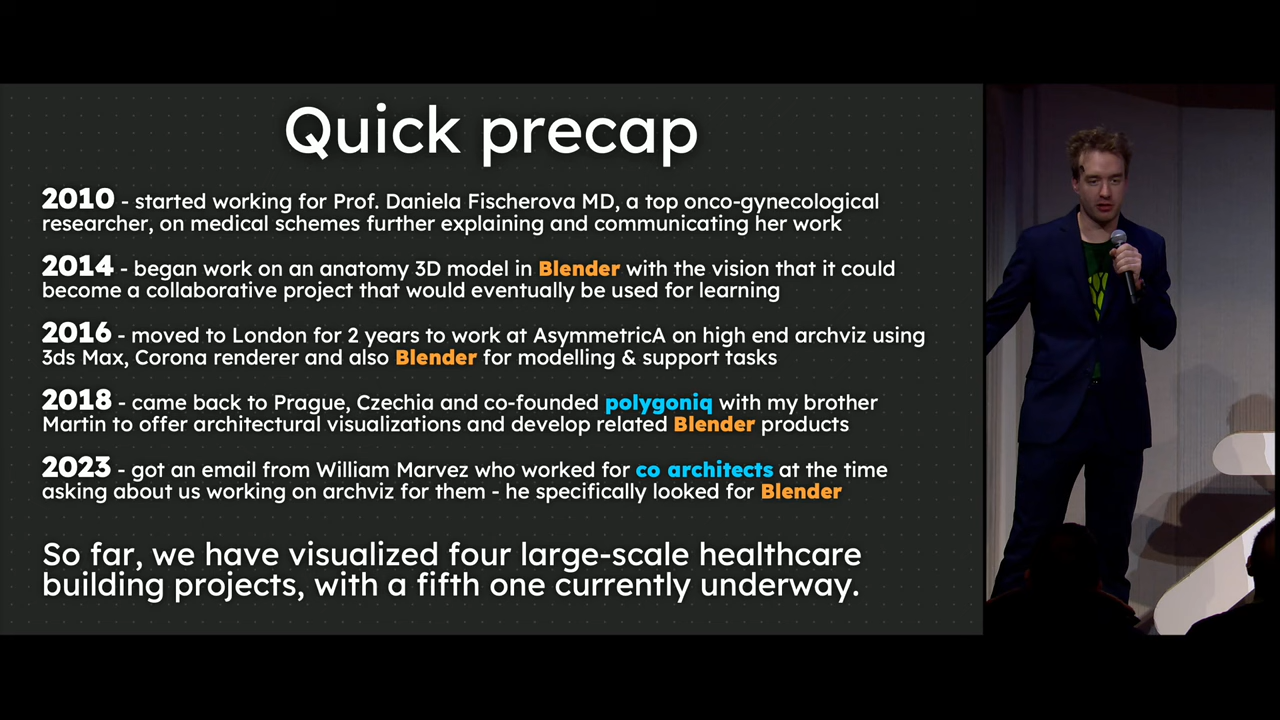 Quick precap
2010 - started working for Prof. Daniela Fischerova MD, a top onco-gynecological
researcher, on medical schemes further explaining and communicating her work
2014 - began work on an anatomy 3D model in Blender with the vision that it could
become a collaborative project that would eventually be used for learning
2016 - moved to London for 2 years to work at AsymmetricA on high end archviz using
3ds Max, Corona renderer and also Blender for modelling & support tasks
2018 - came back to Prague, Czechia and co-founded polygoniq with my brother
Martin to offer architectural visualizations and develop related Blender products
2023 - got an email from William Marvez who worked for co architects at the time
asking about us working on archviz for them - he specifically looked for Blender
So far, we have visualized four large-scale healthcare
building projects, with a fifth one currently underway.